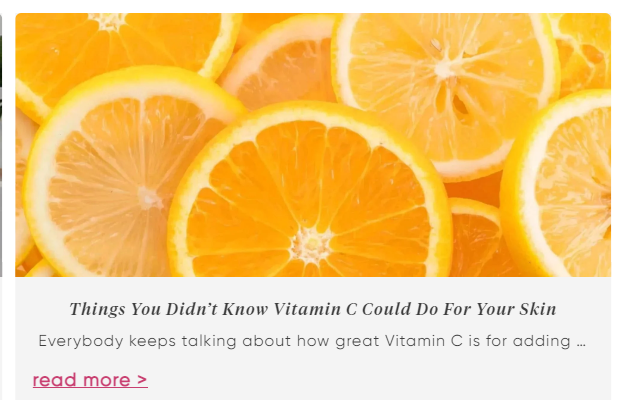 Things You Didn’t Know Vitamin C Could Do For Your Skin
Everybody keeps talking about how great Vitamin C is for adding ...
read more >